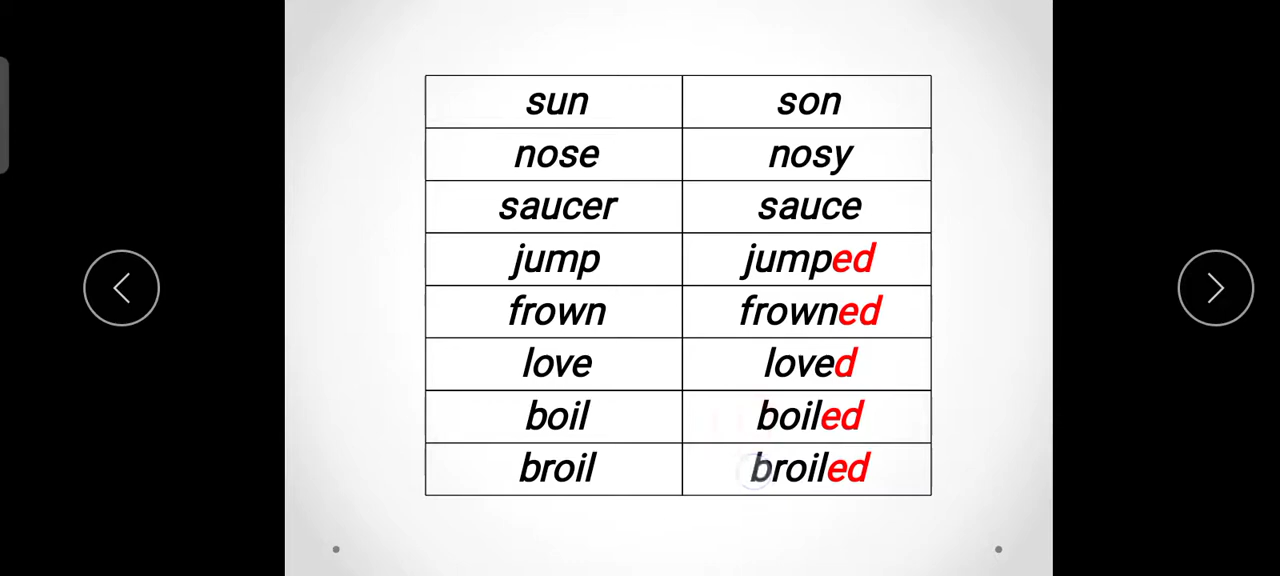 sun son
nose nosy
saucer sauce
jump jumped
frown frowned
love loved
boil boiled
broil broiled